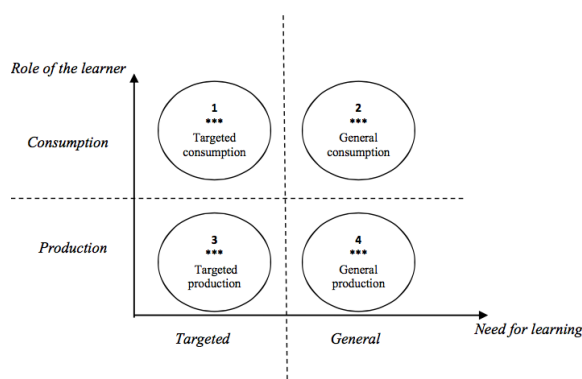 Role of the learner
1
***
Targeted
consumption
2
***
General
consumption
Consumption
Production
3
***
Targeted
production
4
***
General
production
Need for learning
Targeted
General